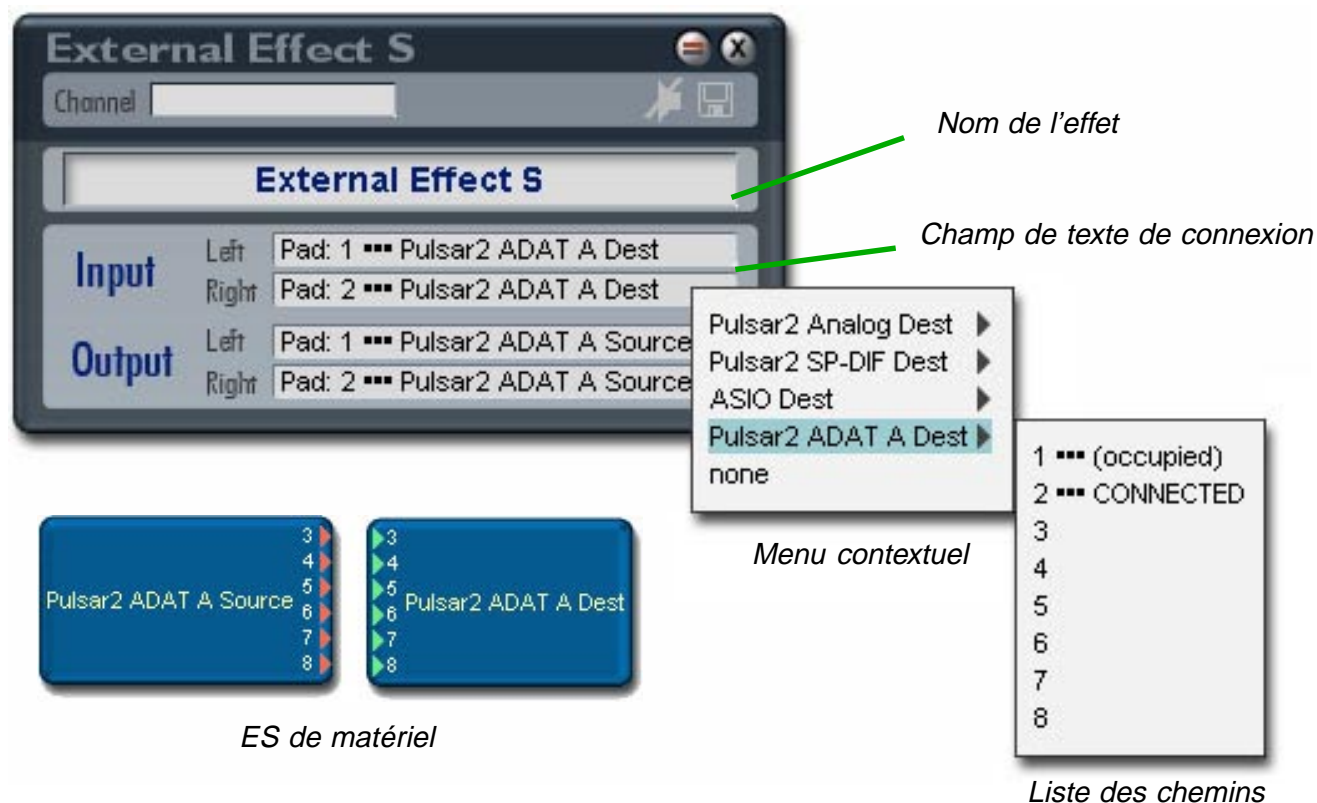 External Effect S
Channel
Nom de l'effet
External Effect S
Champ de texte de connexion
Input
Left Pad: 1 ▪▪▪ Pulsar2 ADAT A Dest
Right Pad: 2 ▪▪▪ Pulsar2 ADAT A Dest
Output
Left Pad: 1 ▪▪▪ Pulsar2 ADAT A Source
Right Pad: 2 ▪▪▪ Pulsar2 ADAT A Source
Pulsar2 Analog Dest
Pulsar2 SP-DIF Dest
ASIO Dest
Pulsar2 ADAT A Dest
none
Menu contextuel
1 ▪▪▪ (occupied)
2 ▪▪▪ CONNECTED
3
4
5
6
7
8
Liste des chemins
Pulsar2 ADAT A Source
3
4
5
6
7
8
3
4
5
6
7
8
Pulsar2 ADAT A Dest
ES de matériel